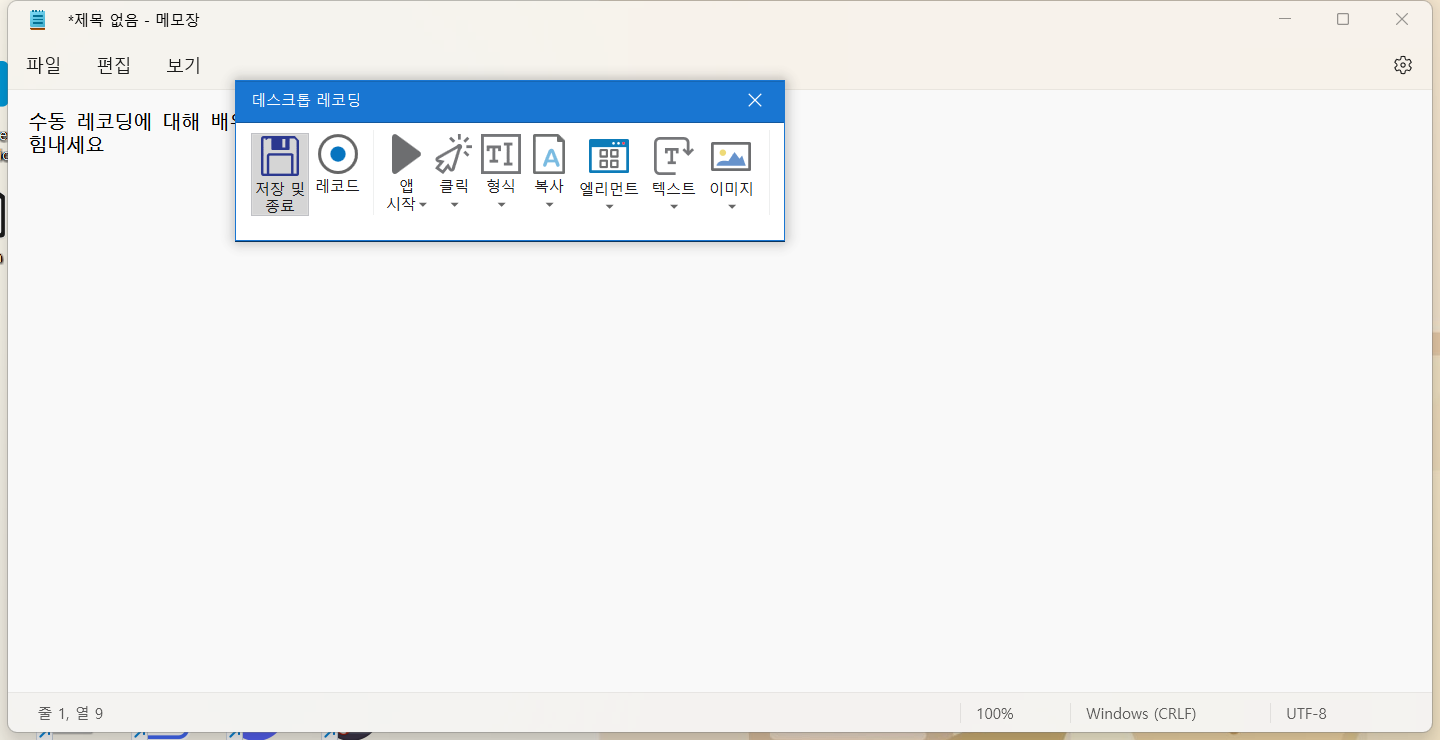 *제목 없음 - 메모장
파일 편집 보기
데스크톱 레코딩
수동 레코딩에 대해
힘내세요
저장 및
종료
레코드
앱
시작
클릭
형식
복사
엘리먼트
텍스트
이미지
줄 1, 열 9
100%
Windows (CRLF)
UTF-8